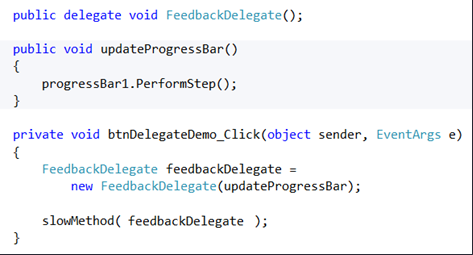 public delegate void FeedbackDelegate();
public void updateProgressBar()
{
progressBar1.PerformStep();
}
private void btnDelegateDemo_Click(object sender, EventArgs e)
{
FeedbackDelegate feedbackDelegate =
new FeedbackDelegate(updateProgressBar);
slowMethod( feedbackDelegate );
}